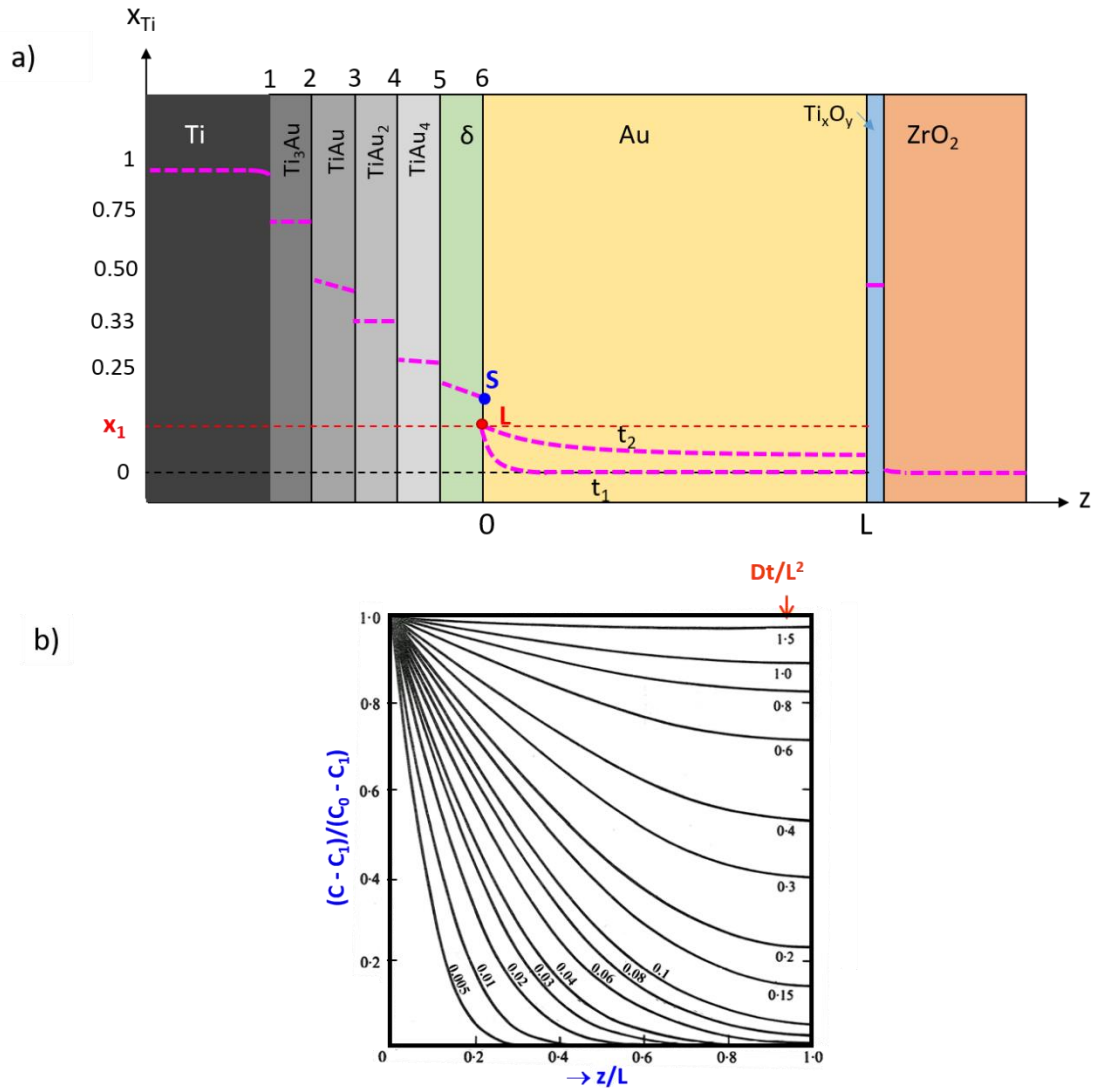 a)
x_Ti
1 2 3 4 5 6
Ti
Ti₃Au
TiAu
TiAu₂
TiAu₄
δ
Au
TiₓOᵧ
ZrO₂
1
0.75
0.50
0.33
0.25
x₁
0
S
L
t₂
t₁
0
L
z
b)
Dt/L²
(C - C₁)/(C₀ - C₁)
1·0
0·8
0·6
0·4
0·2
0
0·2
0·4
0·6
0·8
1·0
→ z/L
1·5
1·0
0·8
0·6
0·4
0·3
0·2
0·15
0.005
0.01
0.02
0.03
0.04
0.06
0.08
0.1